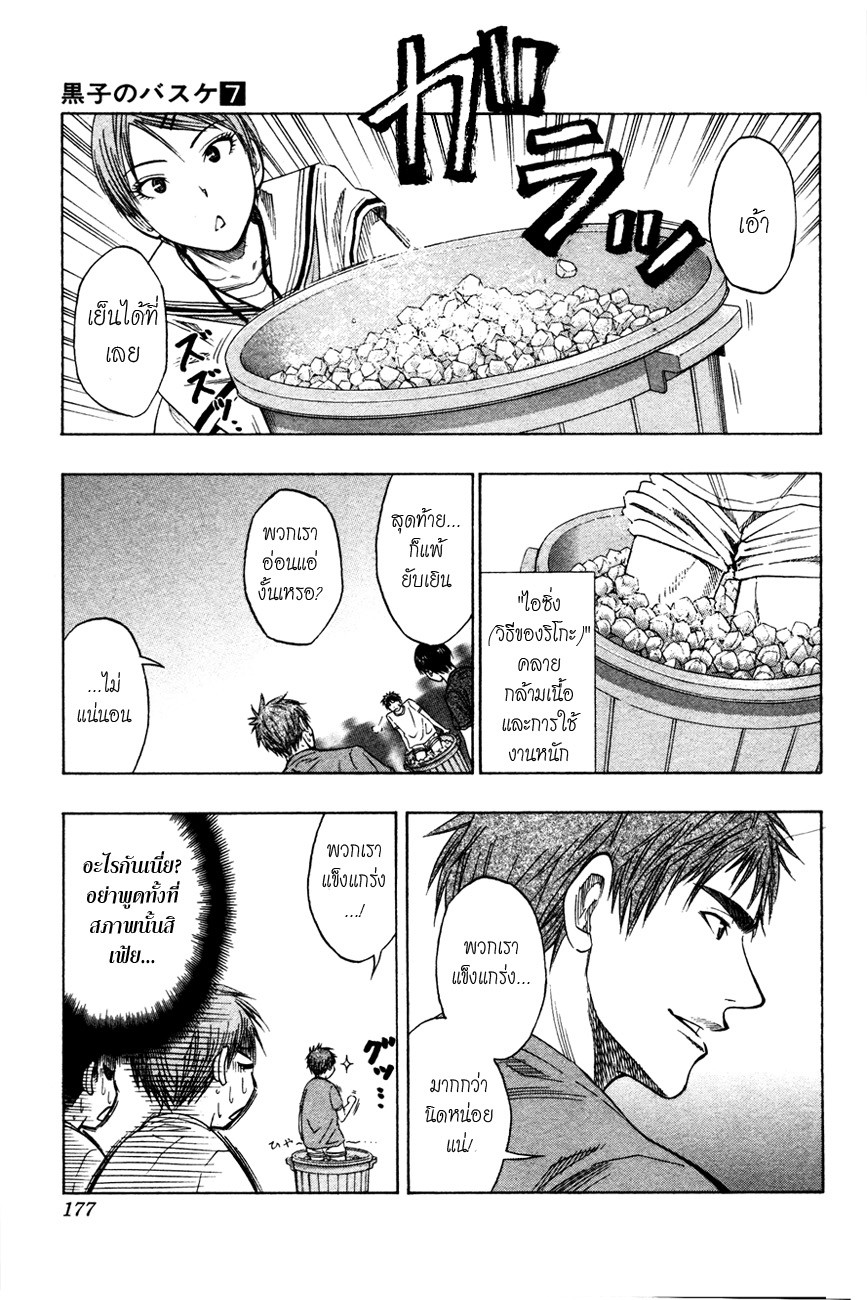 黒子のバスケ7
ガラッ
เอ้า
เย็นได้ที่
เลย
ズズッ…
"ไอซิ่ง
(วิธีของริโกะ)"
คลาย
กล้ามเนื้อ
และการใช้
งานหนัก
สุดท้าย...
ก็แพ้
ยับเยิน
พวกเรา
อ่อนแอ่
งั้นเหรอ?
...ไม่
แน่นอน
พวกเรา
แข็งแกร่ง...
มากกว่า
นิดหน่อย
แน่!
พวกเรา
แข็งแกร่ง
...!
グッ…
ひゃ
อะไรกันเนี่ย?
อย่าพูดทั้งที่
สภาพนั้นสิ
เฟ้ย...
177